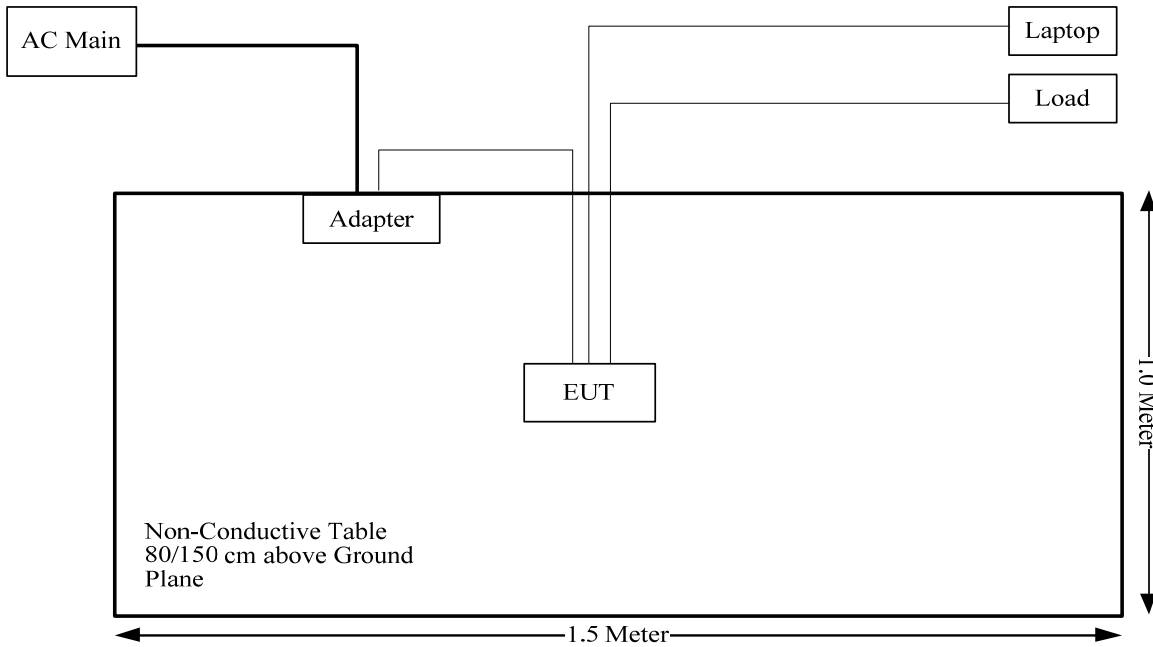 AC Main
Laptop
Load
Adapter
EUT
1.0 Meter
Non-Conductive Table
80/150 cm above Ground
Plane
1.5 Meter